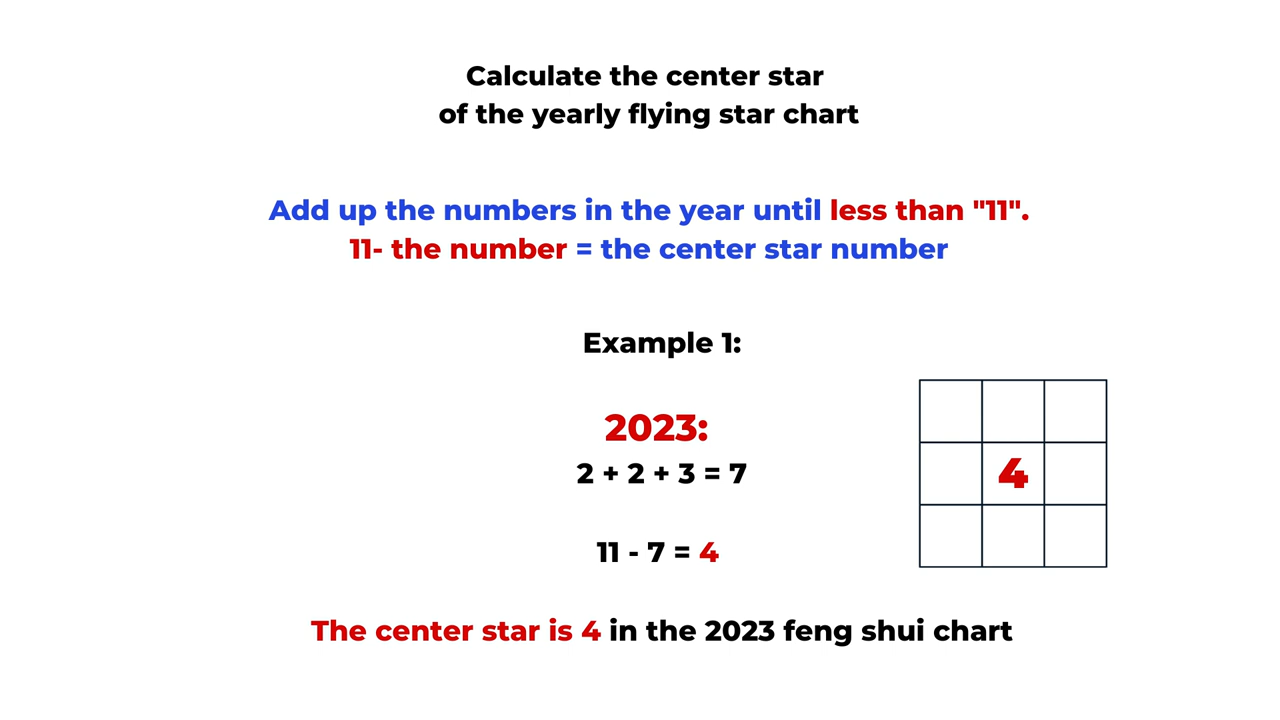 Calculate the center star
of the yearly flying star chart
Add up the numbers in the year until less than "11".
11- the number = the center star number
Example 1:
2023:
2 + 2 + 3 = 7
4
11 - 7 = 4
The center star is 4 in the 2023 feng shui chart